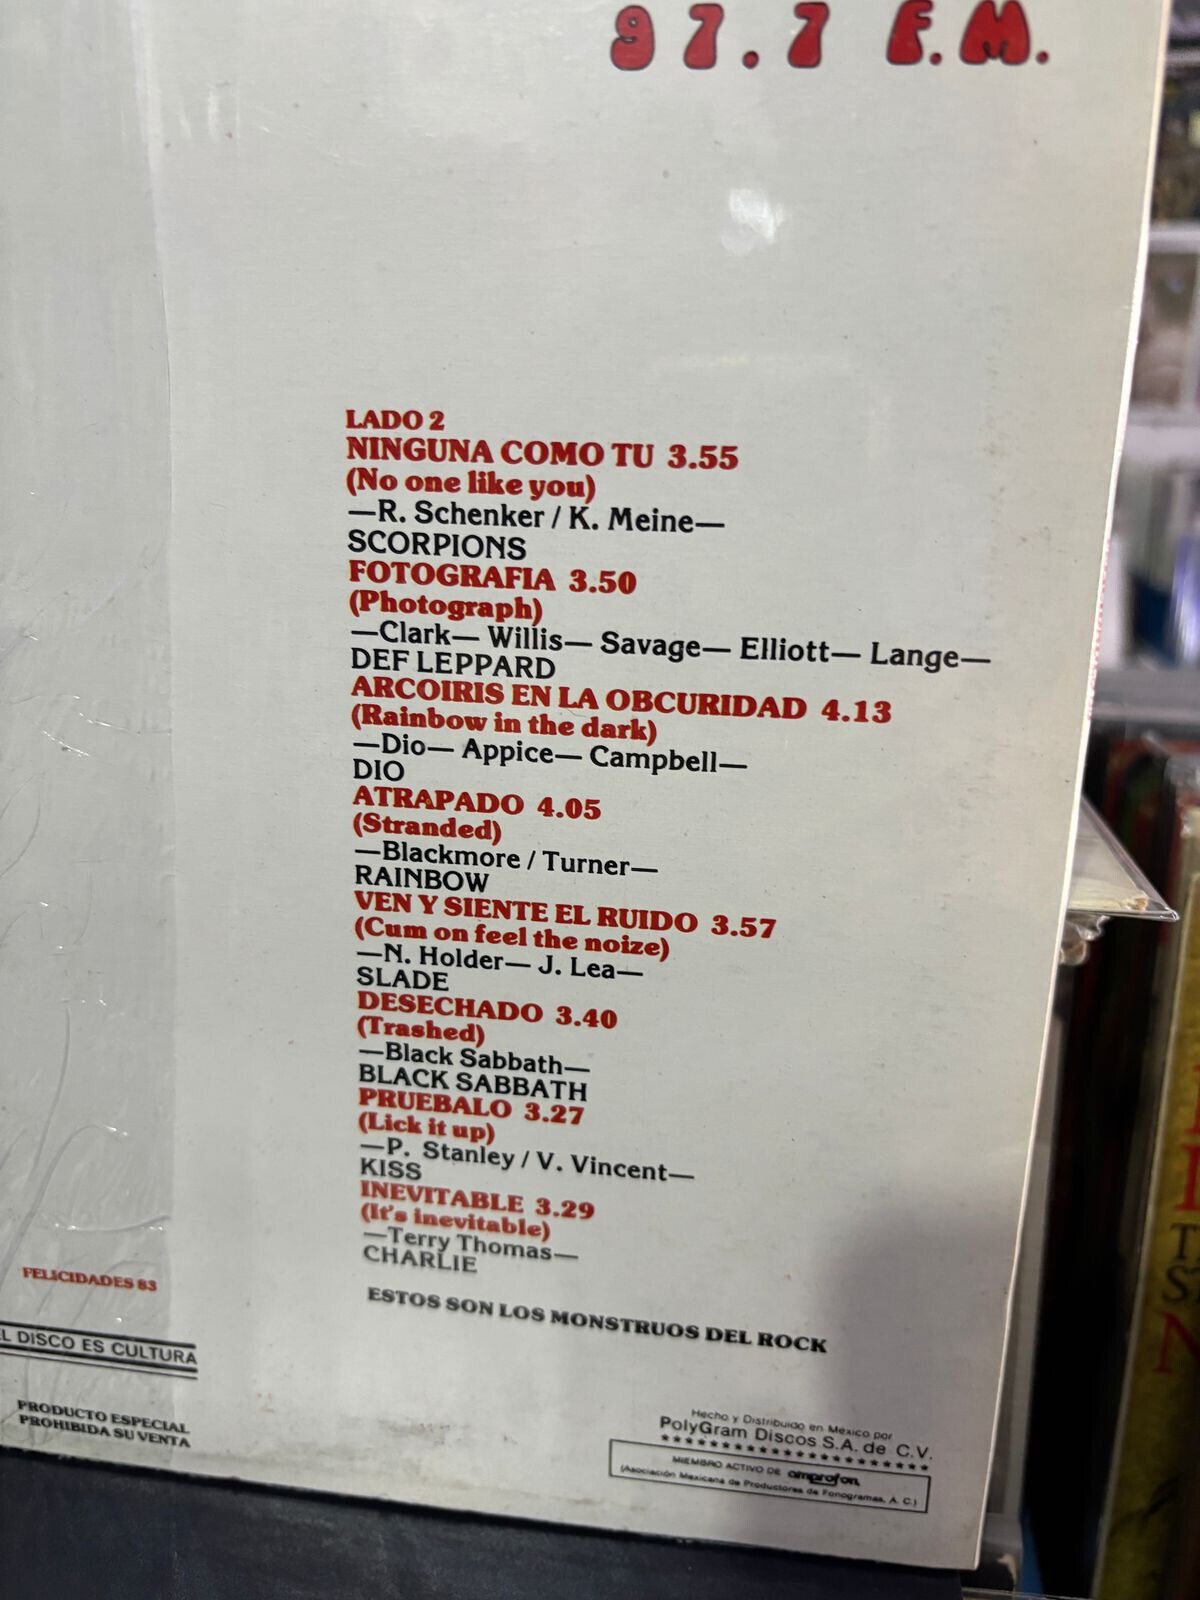 97.7 F.M.
LADO 2
NINGUNA COMO TU 3.55
(No one like you)
—R. Schenker / K. Meine—
SCORPIONS
FOTOGRAFIA 3.50
(Photograph)
—Clark— Willis— Savage— Elliott— Lange—
DEF LEPPARD
ARCOIRIS EN LA OBCURIDAD 4.13
(Rainbow in the dark)
—Dio— Appice— Campbell—
DIO
ATRAPADO 4.05
(Stranded)
—Blackmore / Turner—
RAINBOW
VEN Y SIENTE EL RUIDO 3.57
(Cum on feel the noize)
—N. Holder— J. Lea—
SLADE
DESECHADO 3.40
(Trashed)
—Black Sabbath—
BLACK SABBATH
PRUEBALO 3.27
(Lick it up)
—P. Stanley / V. Vincent—
KISS
INEVITABLE 3.29
(It's inevitable)
—Terry Thomas—
CHARLIE
ESTOS SON LOS MONSTRUOS DEL ROCK
FELICIDADES 83
L DISCO ES CULTURA
PRODUCTO ESPECIAL
PROHIBIDA SU VENTA
Hecho y Distribuido en México por
PolyGram Discos S.A. de C.V.
********************
MIEMBRO ACTIVO DE amprofon
(Asociación Mexicana de Productores de Fonogramas, A. C.)